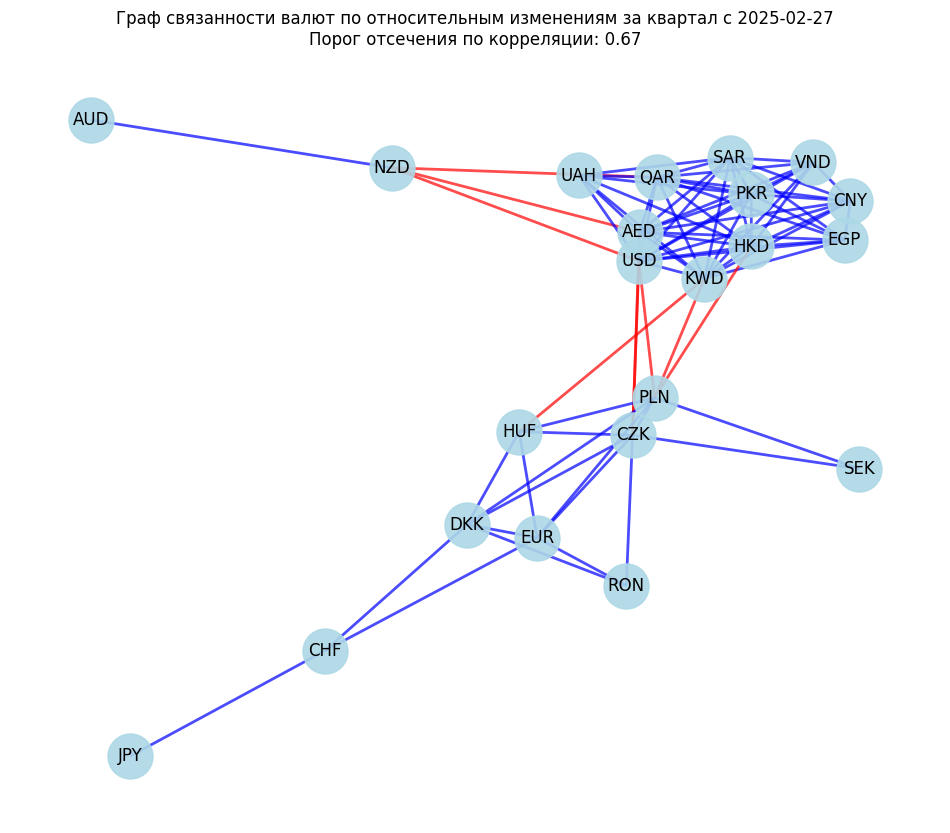 Граф связанности валют по относительным изменениям за квартал с 2025-02-27
Порог отсечения по корреляции: 0.67
AUD
NZD
UAH
QAR
SAR
VND
PKR
CNY
AED
HKD
EGP
USD
KWD
PLN
HUF
CZK
SEK
DKK
EUR
RON
CHF
JPY